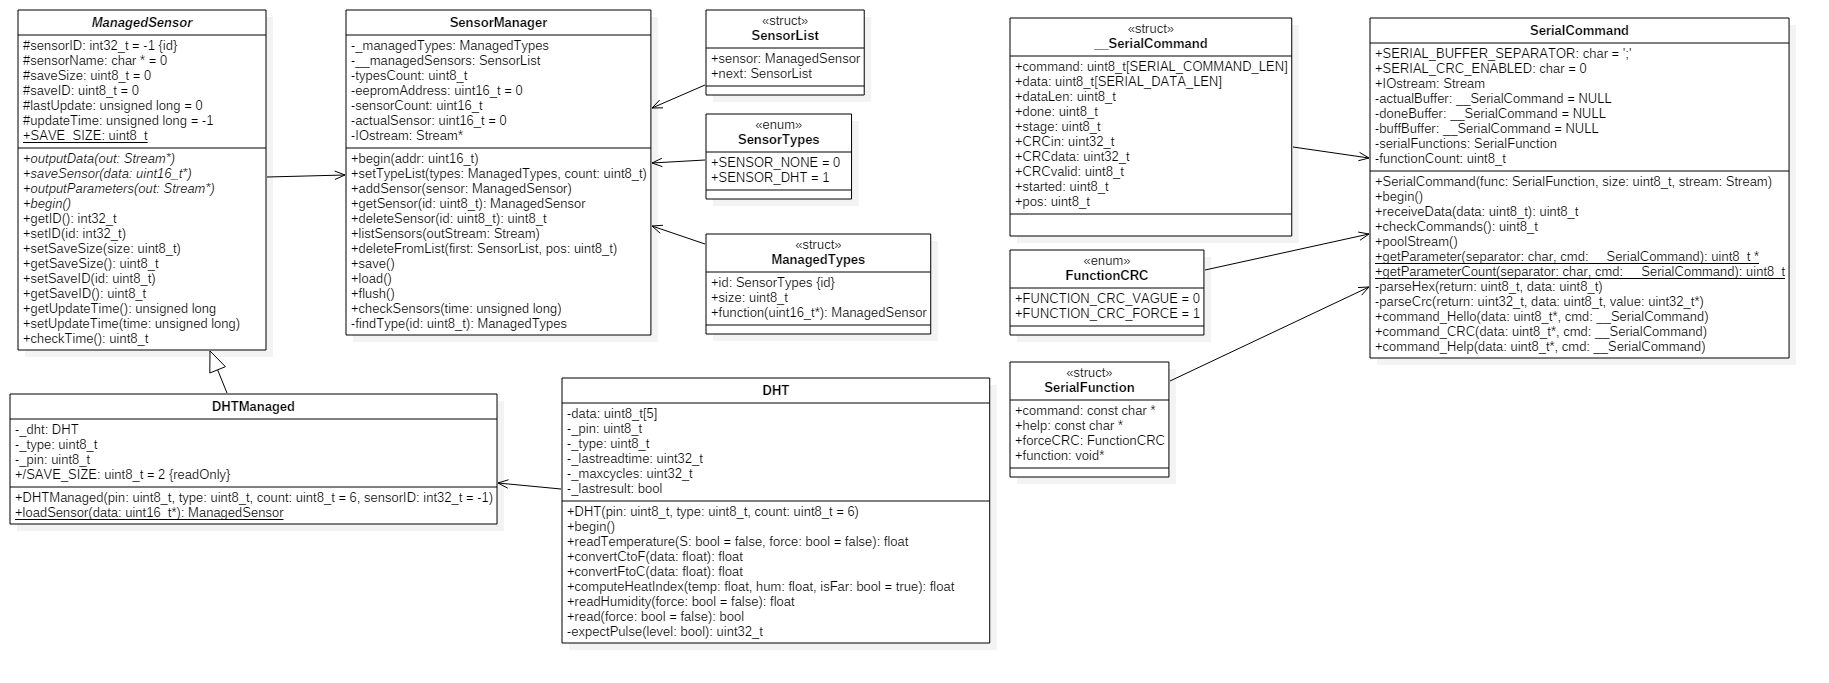 ManagedSensor
#sensorID: int32_t = -1 {id}
#sensorName: char * = 0
#saveSize: uint8_t = 0
#saveID: uint8_t = 0
#lastUpdate: unsigned long = 0
#updateTime: unsigned long = -1
+SAVE_SIZE: uint8_t
+outputData(out: Stream*)
+saveSensor(data: uint16_t*)
+outputParameters(out: Stream*)
+begin()
+getID(): int32_t
+setID(id: int32_t)
+setSaveSize(size: uint8_t)
+getSaveSize(): uint8_t
+setSaveID(id: uint8_t)
+getSaveID(): uint8_t
+getUpdateTime(): unsigned long
+setUpdateTime(time: unsigned long)
+checkTime(): uint8_t
SensorManager
-_managedTypes: ManagedTypes
-__managedSensors: SensorList
-typesCount: uint8_t
-eepromAddress: uint16_t = 0
-sensorCount: uint16_t
-actualSensor: uint16_t = 0
-IOstream: Stream*
+begin(addr: uint16_t)
+setTypeList(types: ManagedTypes, count: uint8_t)
+addSensor(sensor: ManagedSensor)
+getSensor(id: uint8_t): ManagedSensor
+deleteSensor(id: uint8_t): uint8_t
+listSensors(outStream: Stream)
+deleteFromList(first: SensorList, pos: uint8_t)
+save()
+load()
+flush()
+checkSensors(time: unsigned long)
-findType(id: uint8_t): ManagedTypes
«struct»
SensorList
+sensor: ManagedSensor
+next: SensorList
«enum»
SensorTypes
+SENSOR_NONE = 0
+SENSOR_DHT = 1
«struct»
ManagedTypes
+id: SensorTypes {id}
+size: uint8_t
+function(uint16_t*): ManagedSensor
DHTManaged
-_dht: DHT
-_type: uint8_t
-_pin: uint8_t
+/SAVE_SIZE: uint8_t = 2 {readOnly}
+DHTManaged(pin: uint8_t, type: uint8_t, count: uint8_t = 6, sensorID: int32_t = -1)
+loadSensor(data: uint16_t*): ManagedSensor
DHT
-data: uint8_t[5]
-_pin: uint8_t
-_type: uint8_t
-_lastreadtime: uint32_t
-_maxcycles: uint32_t
-_lastresult: bool
+DHT(pin: uint8_t, type: uint8_t, count: uint8_t = 6)
+begin()
+readTemperature(S: bool = false, force: bool = false): float
+convertCtoF(data: float): float
+convertFtoC(data: float): float
+computeHeatIndex(temp: float, hum: float, isFar: bool = true): float
+readHumidity(force: bool = false): float
+read(force: bool = false): bool
-expectPulse(level: bool): uint32_t
«struct»
__SerialCommand
+command: uint8_t[SERIAL_COMMAND_LEN]
+data: uint8_t[SERIAL_DATA_LEN]
+dataLen: uint8_t
+done: uint8_t
+stage: uint8_t
+CRCin: uint32_t
+CRCdata: uint32_t
+CRCvalid: uint8_t
+started: uint8_t
+pos: uint8_t
«enum»
FunctionCRC
+FUNCTION_CRC_VAGUE = 0
+FUNCTION_CRC_FORCE = 1
«struct»
SerialFunction
+command: const char *
+help: const char *
+forceCRC: FunctionCRC
+function: void*
SerialCommand
+SERIAL_BUFFER_SEPARATOR: char = ';'
+SERIAL_CRC_ENABLED: char = 0
+IOstream: Stream
-actualBuffer: __SerialCommand = NULL
-doneBuffer: __SerialCommand = NULL
-buffBuffer: __SerialCommand = NULL
-serialFunctions: SerialFunction
-functionCount: uint8_t
+SerialCommand(func: SerialFunction, size: uint8_t, stream: Stream)
+begin()
+receiveData(data: uint8_t): uint8_t
+checkCommands(): uint8_t
+poolStream()
+getParameter(separator: char, cmd: __SerialCommand): uint8_t *
+getParameterCount(separator: char, cmd: __SerialCommand): uint8_t
-parseHex(return: uint8_t, data: uint8_t)
-parseCrc(return: uint32_t, data: uint8_t, value: uint32_t*)
+command_Hello(data: uint8_t*, cmd: __SerialCommand)
+command_CRC(data: uint8_t*, cmd: __SerialCommand)
+command_Help(data: uint8_t*, cmd: __SerialCommand)